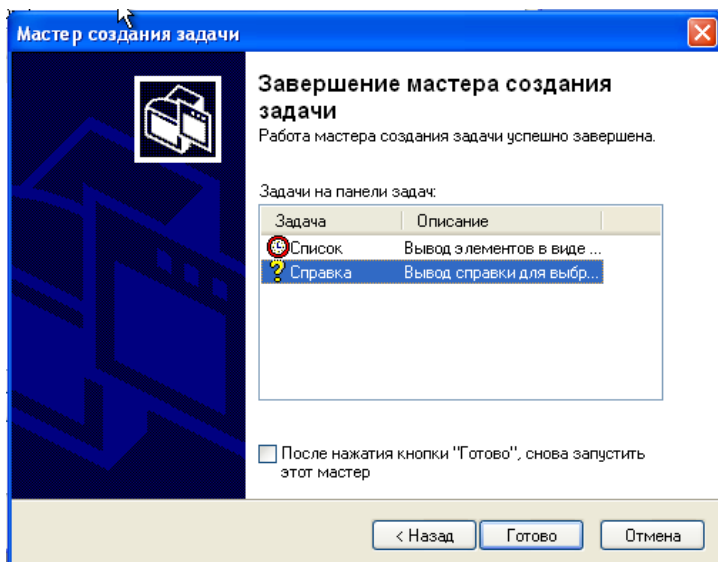 Мастер создания задачи
Завершение мастера создания
задачи
Работа мастера создания задачи успешно завершена.
Задачи на панели задач:
Задача Описание
Список Вывод элементов в виде ...
Справка Вывод справки для выбр...
После нажатия кнопки "Готово", снова запустить
этот мастер
< Назад Готово Отмена